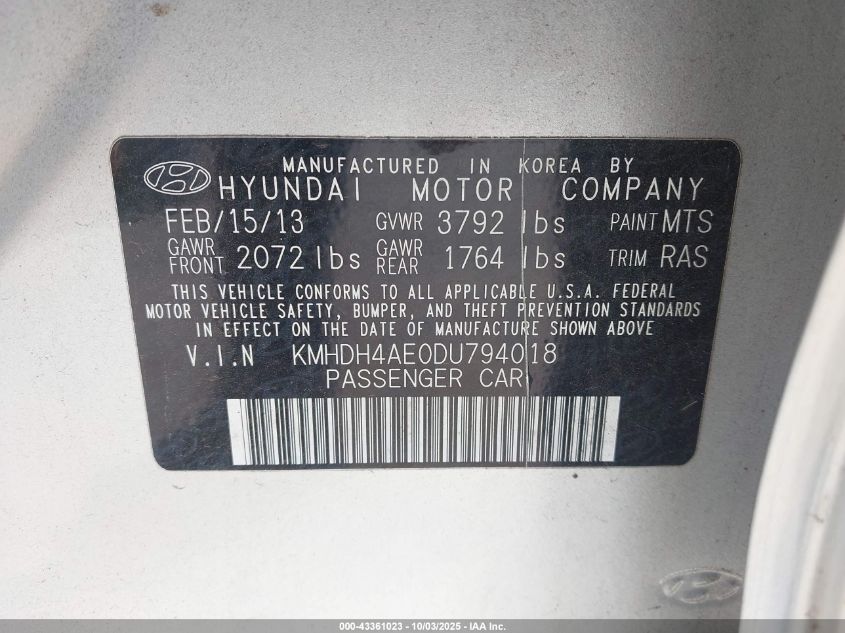 MANUFACTURED IN KOREA BY
HYUNDAI MOTOR COMPANY
FEB/15/13 GVWR 3792 lbs PAINT MTS
GAWR FRONT 2072 lbs GAWR REAR 1764 lbs TRIM RAS
THIS VEHICLE CONFORMS TO ALL APPLICABLE U.S.A. FEDERAL
MOTOR VEHICLE SAFETY, BUMPER, AND THEFT PREVENTION STANDARDS
IN EFFECT ON THE DATE OF MANUFACTURE SHOWN ABOVE
V.I.N KMHDH4AE0DU794018
PASSENGER CAR
000-43361023 - 10/03/2025 - IAA Inc.